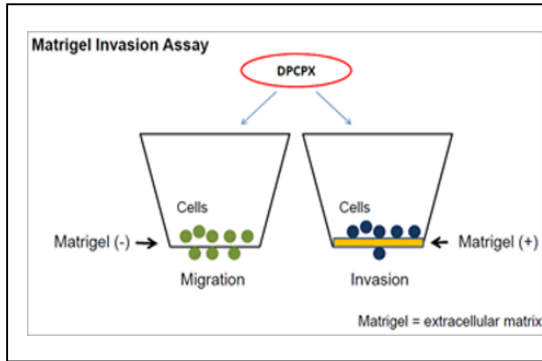 Matrigel Invasion Assay
DPCPX
Cells
Cells
Matrigel (-)
Matrigel (+)
Migration
Invasion
Matrigel = extracellular matrix